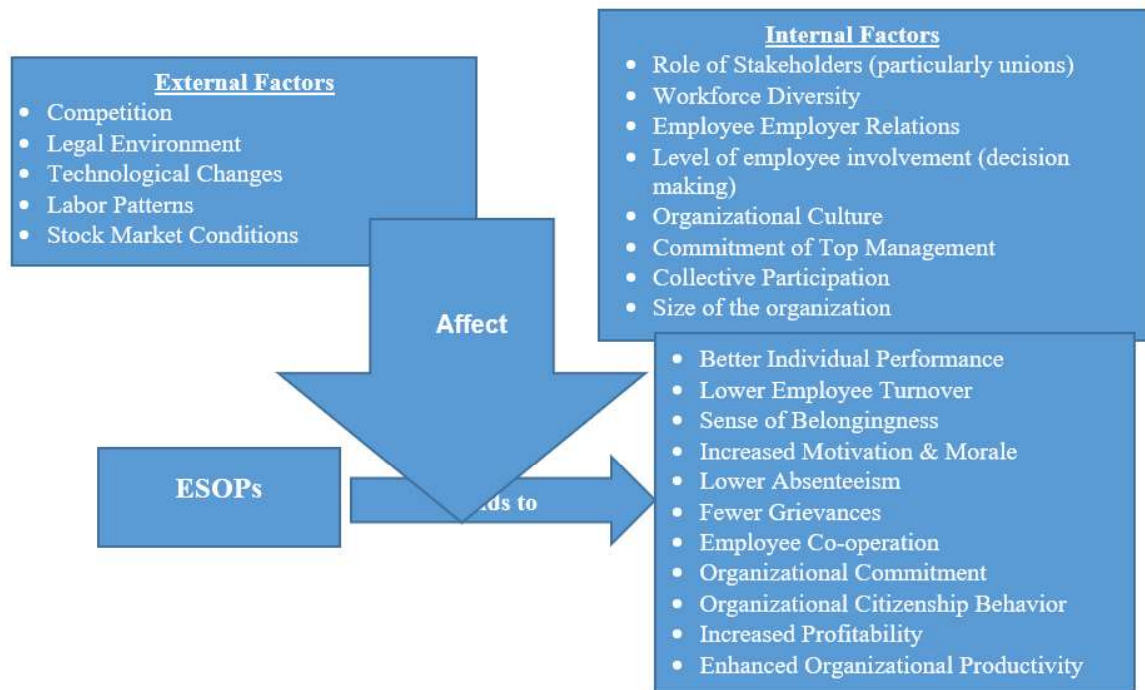 External Factors
• Competition
• Legal Environment
• Technological Changes
• Labor Patterns
• Stock Market Conditions
Internal Factors
• Role of Stakeholders (particularly unions)
• Workforce Diversity
• Employee Employer Relations
• Level of employee involvement (decision
making)
• Organizational Culture
• Commitment of Top Management
• Collective Participation
• Size of the organization
Affect
ESOPs
to
• Better Individual Performance
• Lower Employee Turnover
• Sense of Belongingness
• Increased Motivation & Morale
• Lower Absenteeism
• Fewer Grievances
• Employee Co-operation
• Organizational Commitment
• Organizational Citizenship Behavior
• Increased Profitability
• Enhanced Organizational Productivity